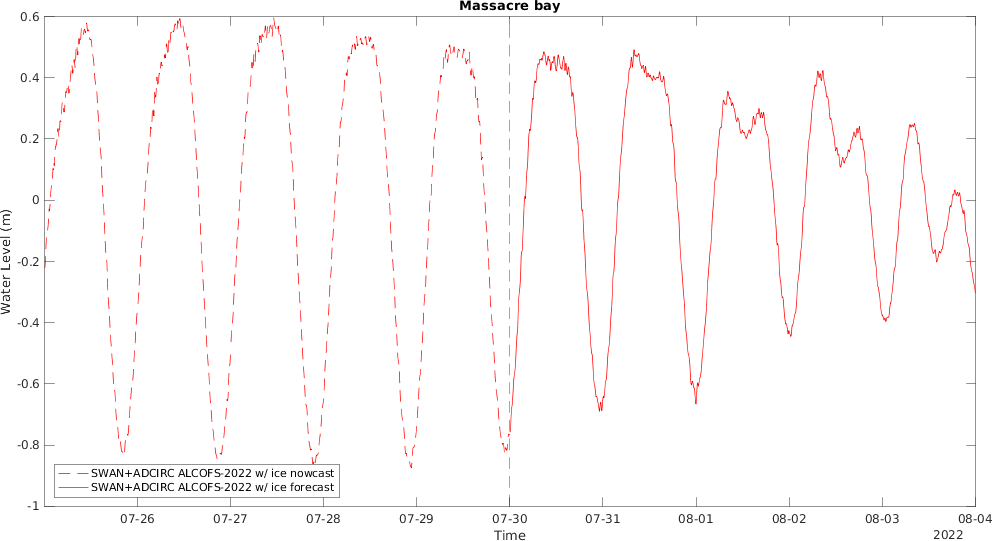 Massacre bay
0.6
0.4
0.2
0
-0.2
-0.4
-0.6
-0.8
-1
Water Level (m)
SWAN+ADCIRC ALCOFS-2022 w/ ice nowcast
SWAN+ADCIRC ALCOFS-2022 w/ ice forecast
07-26 07-27 07-28 07-29 07-30 07-31 08-01 08-02 08-03 08-04
Time
2022